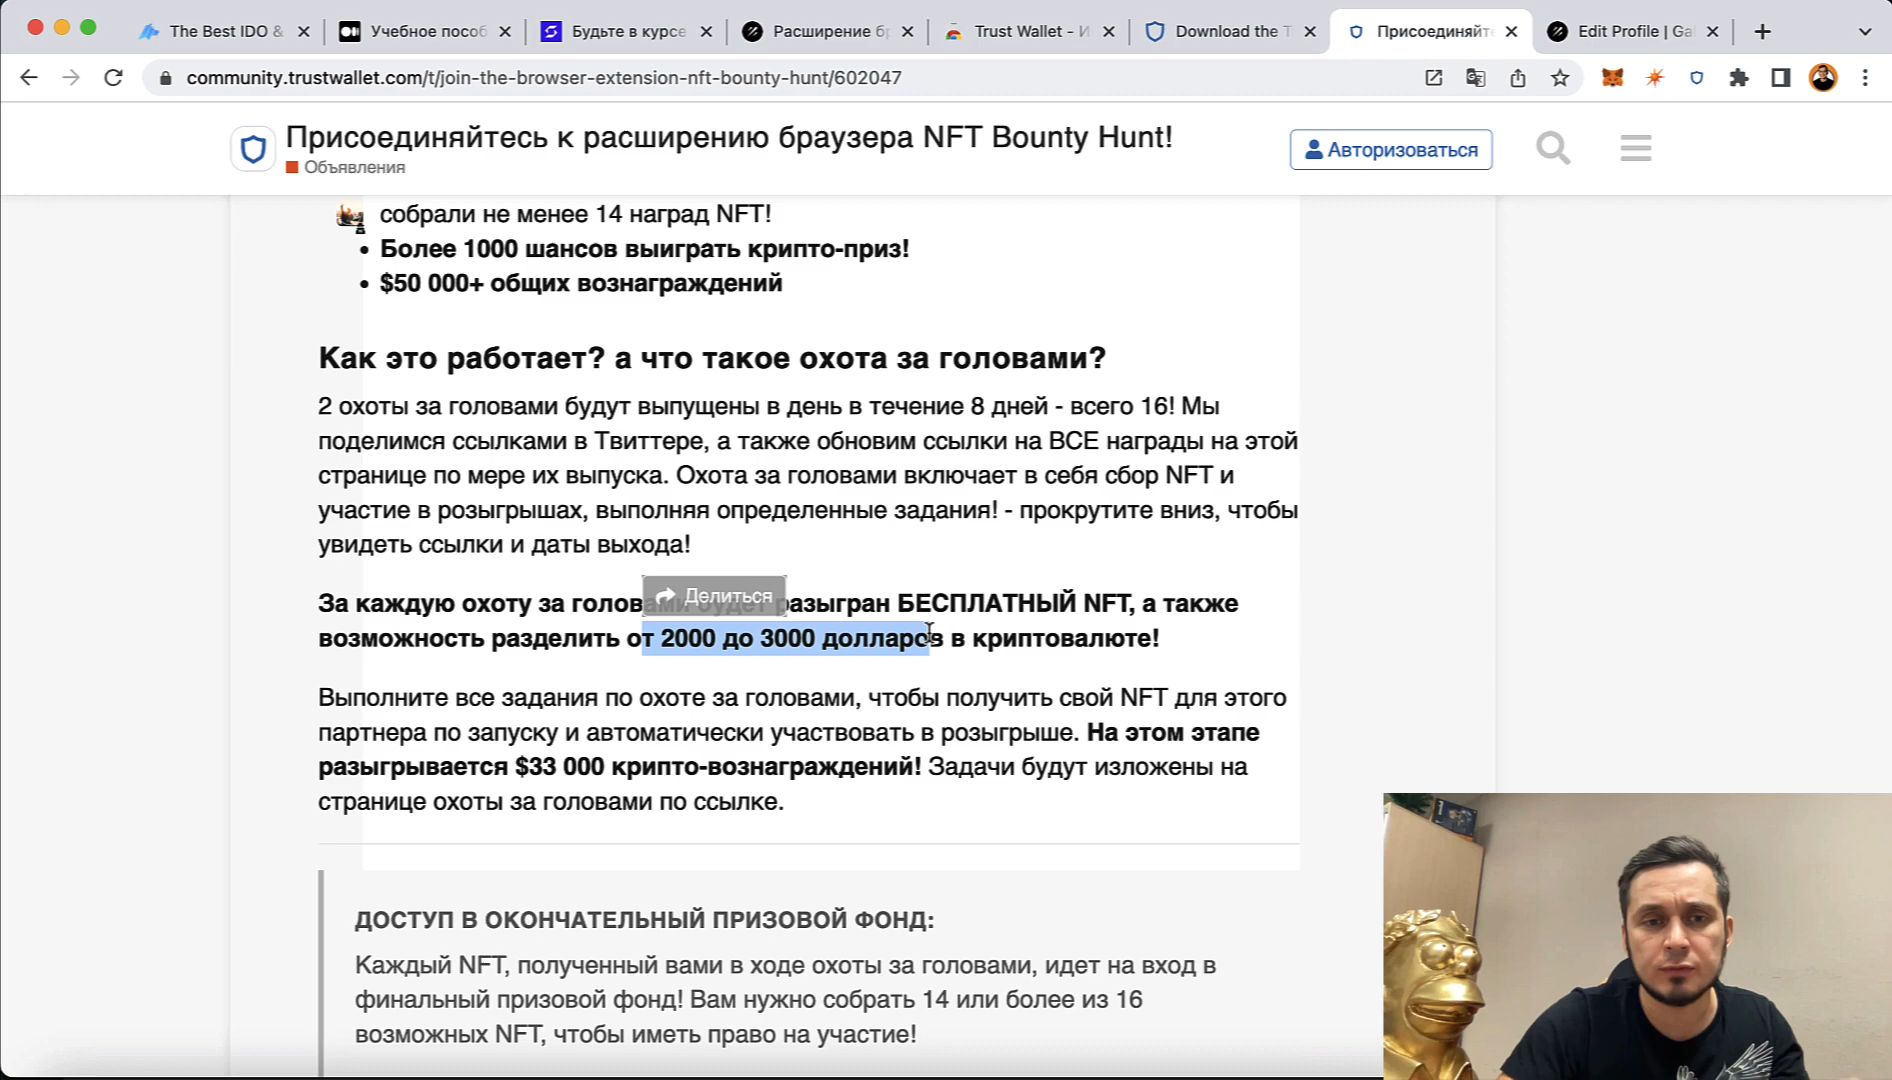 The Best IDO &
Учебное пособ
Будьте в курсе
Расширение бр
Trust Wallet - И
Download the T
Присоединяйт
Edit Profile | Gal
community.trustwallet.com/t/join-the-browser-extension-nft-bounty-hunt/602047
Присоединяйтесь к расширению браузера NFT Bounty Hunt!
Объявления
Авторизоваться
собрали не менее 14 наград NFT!
• Более 1000 шансов выиграть крипто-приз!
• $50 000+ общих вознаграждений
Как это работает? а что такое охота за головами?
2 охоты за головами будут выпущены в день в течение 8 дней - всего 16! Мы
поделимся ссылками в Твиттере, а также обновим ссылки на ВСЕ награды на этой
странице по мере их выпуска. Охота за головами включает в себя сбор NFT и
участие в розыгрышах, выполняя определенные задания! - прокрутите вниз, чтобы
увидеть ссылки и даты выхода!
Делиться
За каждую охоту за головами будет разыгран БЕСПЛАТНЫЙ NFT, а также
возможность разделить от 2000 до 3000 долларов в криптовалюте!
Выполните все задания по охоте за головами, чтобы получить свой NFT для этого
партнера по запуску и автоматически участвовать в розыгрыше. На этом этапе
разыгрывается $33 000 крипто-вознаграждений! Задачи будут изложены на
странице охоты за головами по ссылке.
ДОСТУП В ОКОНЧАТЕЛЬНЫЙ ПРИЗОВОЙ ФОНД:
Каждый NFT, полученный вами в ходе охоты за головами, идет на вход в
финальный призовой фонд! Вам нужно собрать 14 или более из 16
возможных NFT, чтобы иметь право на участие!